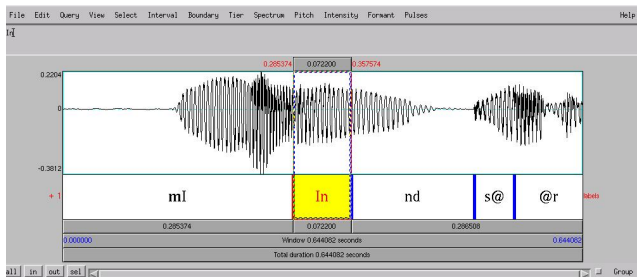 File Edit Query View Select Interval Boundary Tier Spectrum Pitch Intensity Formant Pulses Help
In
0.285374 0.072200 0.357574
0.2204
0
-0.3812
+ 1 mI In nd s@ @r labels
0.285374 0.072200 0.286508
0.000000 Window 0.644082 seconds 0.644082
Total duration 0.644082 seconds
all in out sel Group